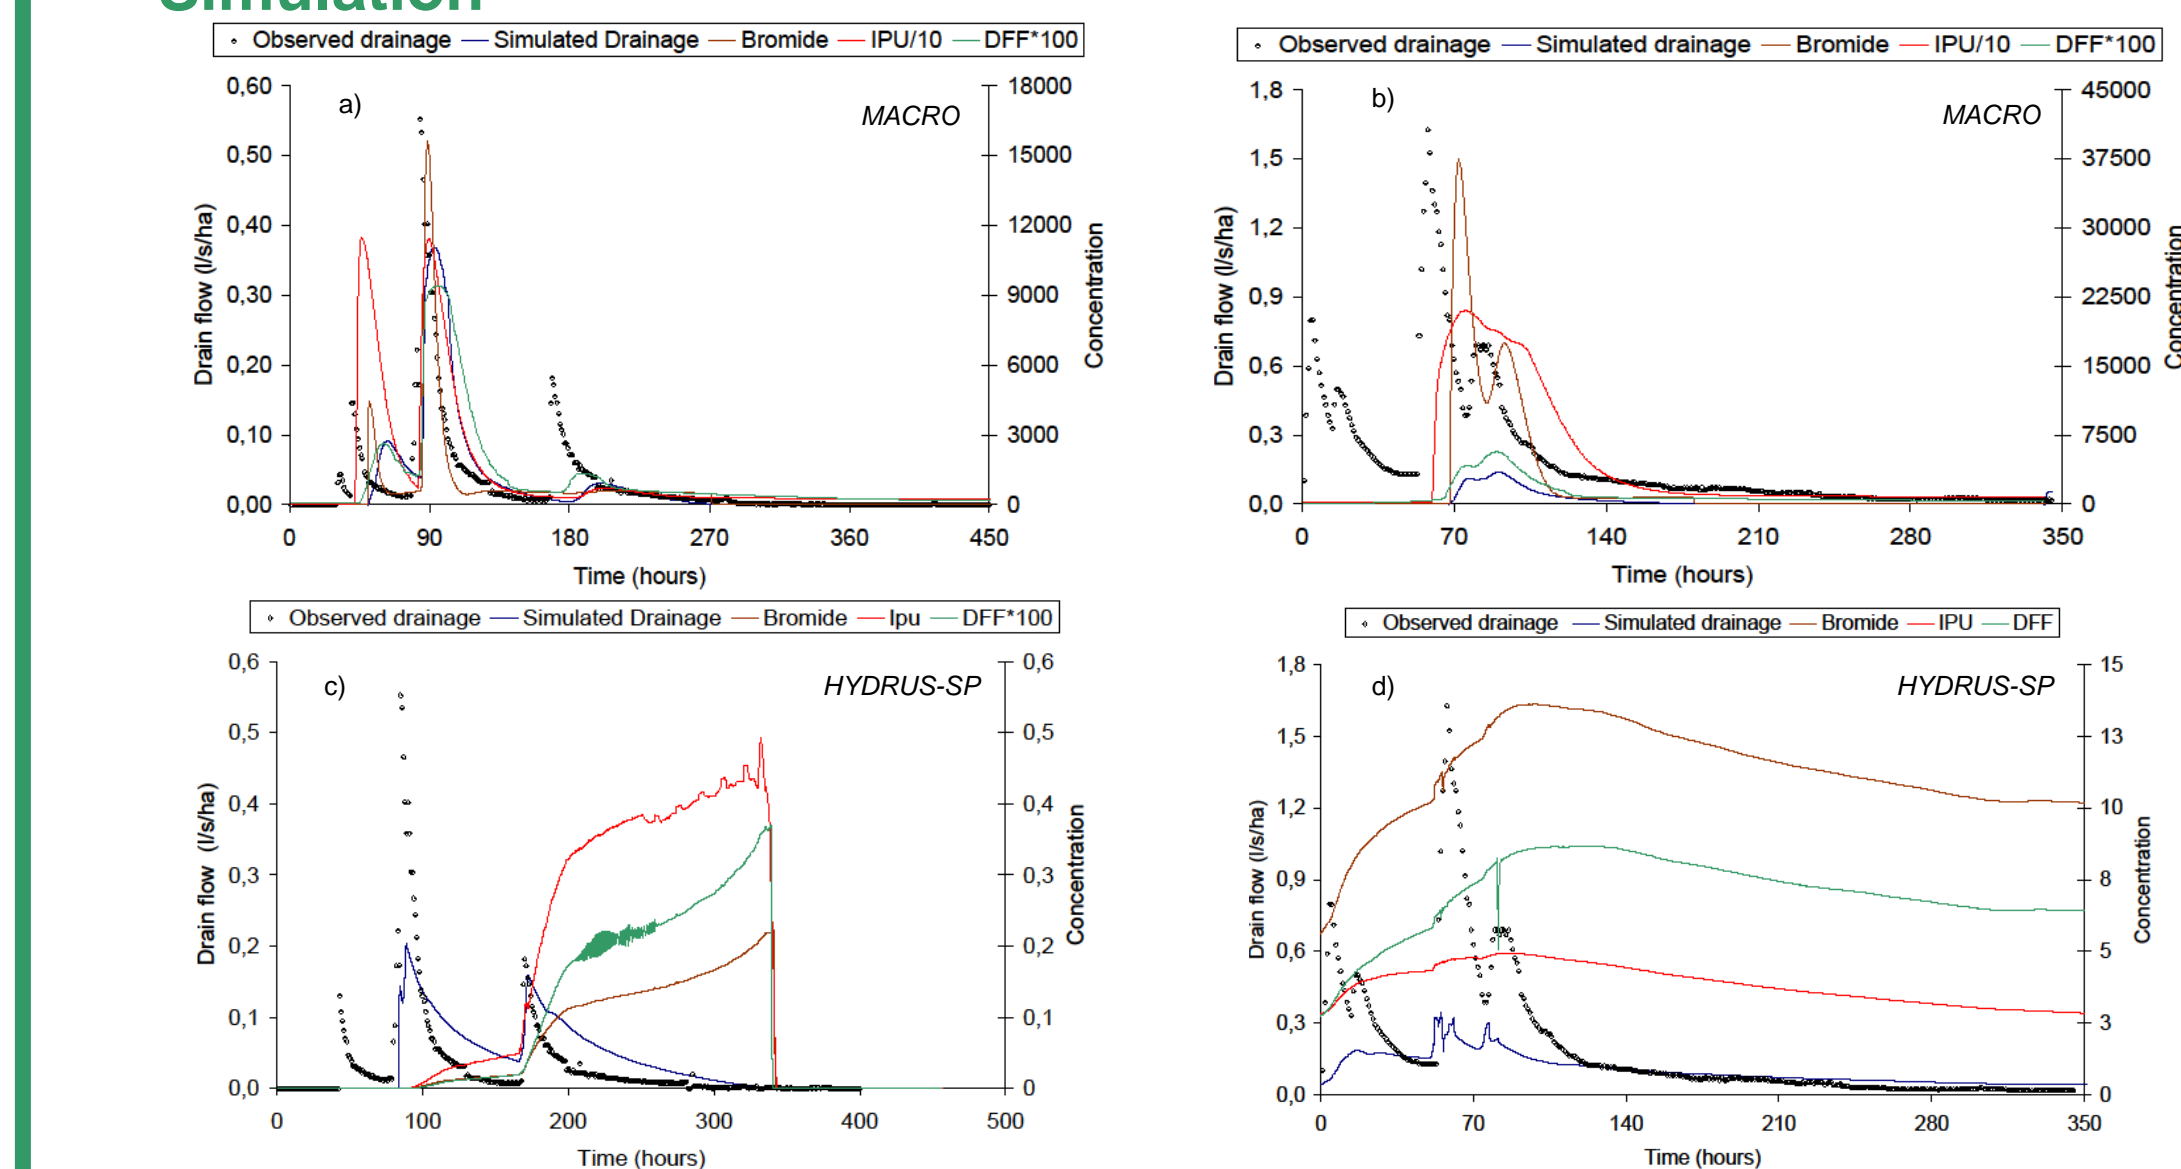 Simulation
Observed drainage Simulated Drainage Bromide IPU/10 DFF*100
a)
MACRO
0,60
0,50
0,40
0,30
0,20
0,10
0,00
Drain flow (l/s/ha)
18000
15000
12000
9000
6000
3000
0
Concentration
0 90 180 270 360 450
Time (hours)
Observed drainage Simulated drainage Bromide IPU/10 DFF*100
b)
MACRO
1,8
1,5
1,2
0,9
0,6
0,3
0,0
Drain flow (l/s/ha)
45000
37500
30000
22500
15000
7500
0
Concentration
0 70 140 210 280 350
Time (hours)
Observed drainage Simulated Drainage Bromide Ipu DFF*100
c)
HYDRUS-SP
0,6
0,5
0,4
0,3
0,2
0,1
0,0
Drain flow (l/s/ha)
0,6
0,5
0,4
0,3
0,2
0,1
0
Concentration
0 100 200 300 400 500
Time (hours)
Observed drainage Simulated drainage Bromide IPU DFF
d)
HYDRUS-SP
1,8
1,5
1,2
0,9
0,6
0,3
0,0
Drain flow (l/s/ha)
15
13
10
8
5
3
0
Concentration
0 70 140 210 280 350
Time (hours)